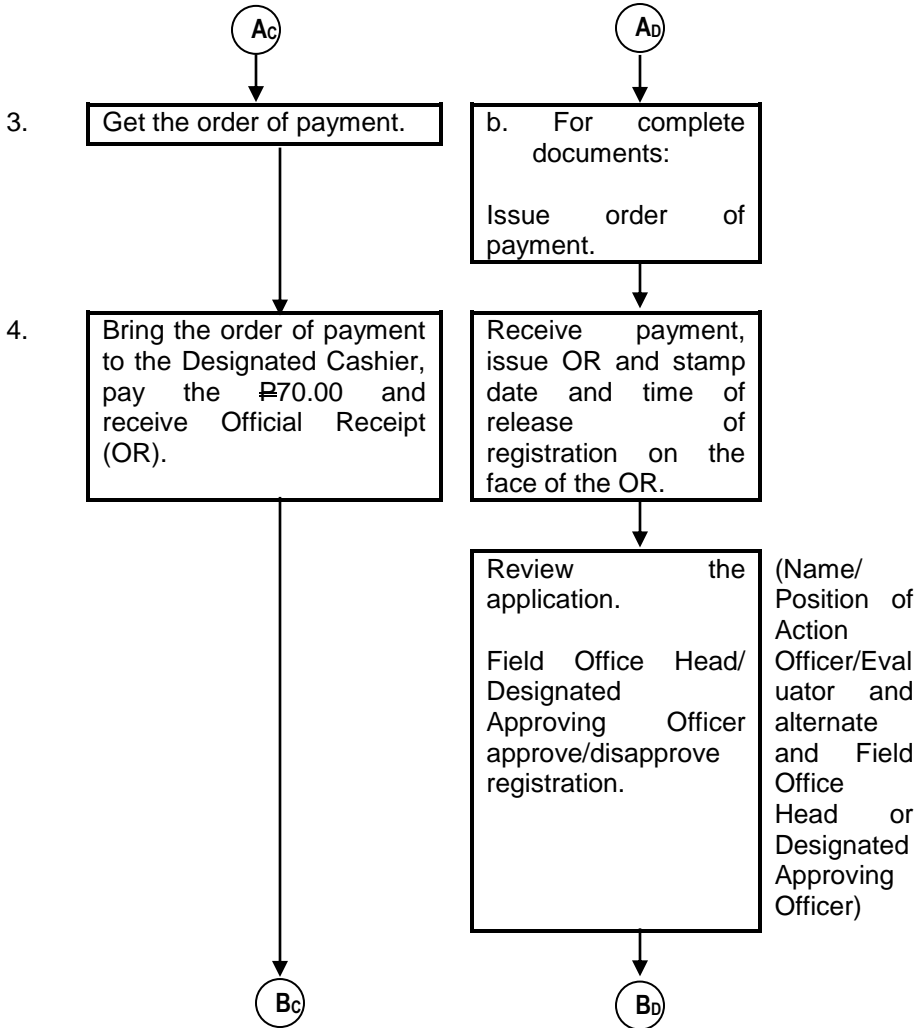 AC
AD
3.
Get the order of payment.
b. For complete
documents:
Issue order of
payment.
4.
Bring the order of payment
to the Designated Cashier,
pay the ₱70.00 and
receive Official Receipt
(OR).
Receive payment,
issue OR and stamp
date and time of
release of
registration on the
face of the OR.
Review the
application.
Field Office Head/
Designated
Approving Officer
approve/disapprove
registration.
(Name/
Position of
Action
Officer/Eval
uator and
alternate
and Field
Office
Head or
Designated
Approving
Officer)
BC
BD